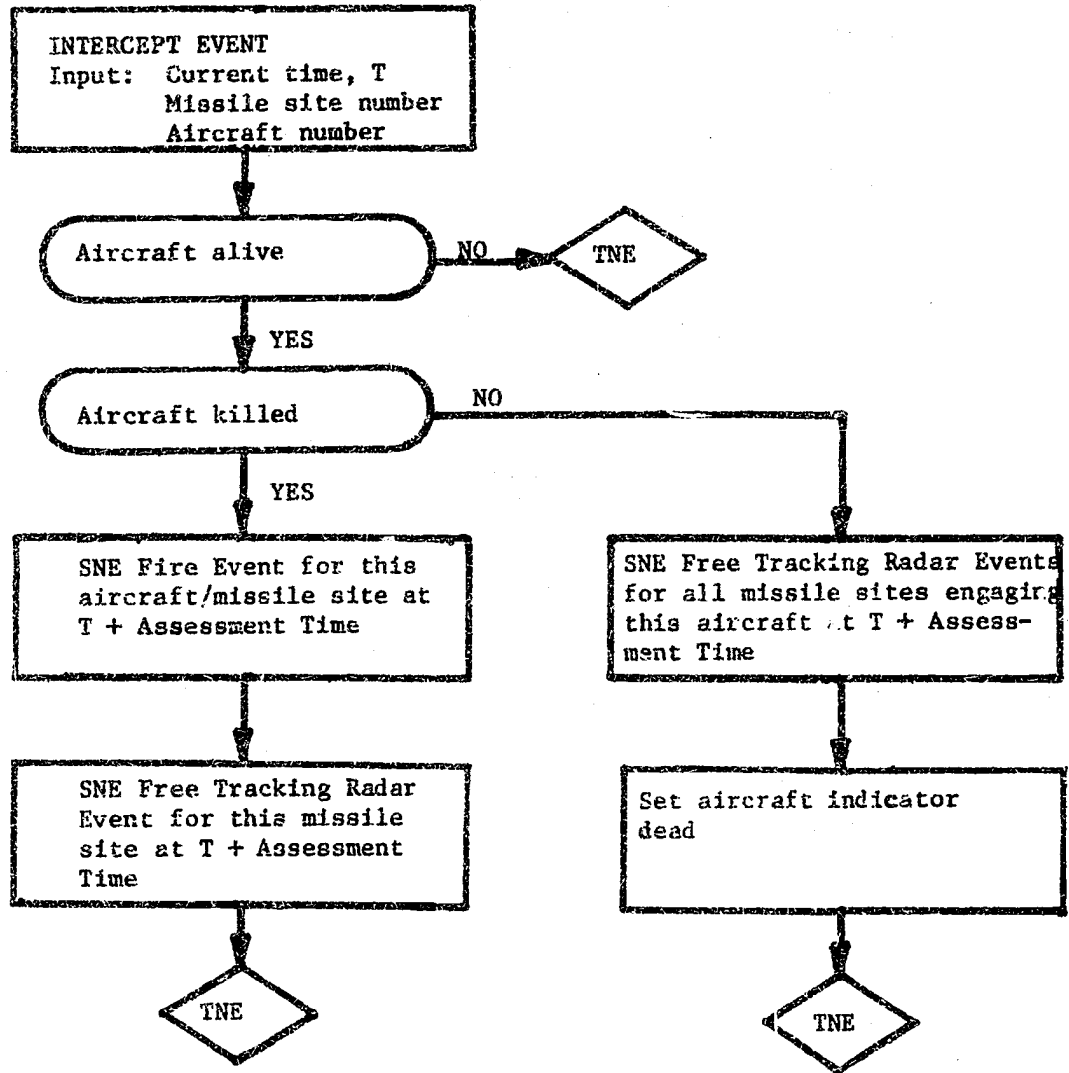 INTERCEPT EVENT
Input: Current time, T
Missile site number
Aircraft number
Aircraft alive
NO
TNE
YES
Aircraft killed
NO
YES
SNE Fire Event for this
aircraft/missile site at
T + Assessment Time
SNE Free Tracking Radar Events
for all missile sites engaging
this aircraft at T + Assess-
ment Time
SNE Free Tracking Radar
Event for this missile
site at T + Assessment
Time
Set aircraft indicator
dead
TNE
TNE